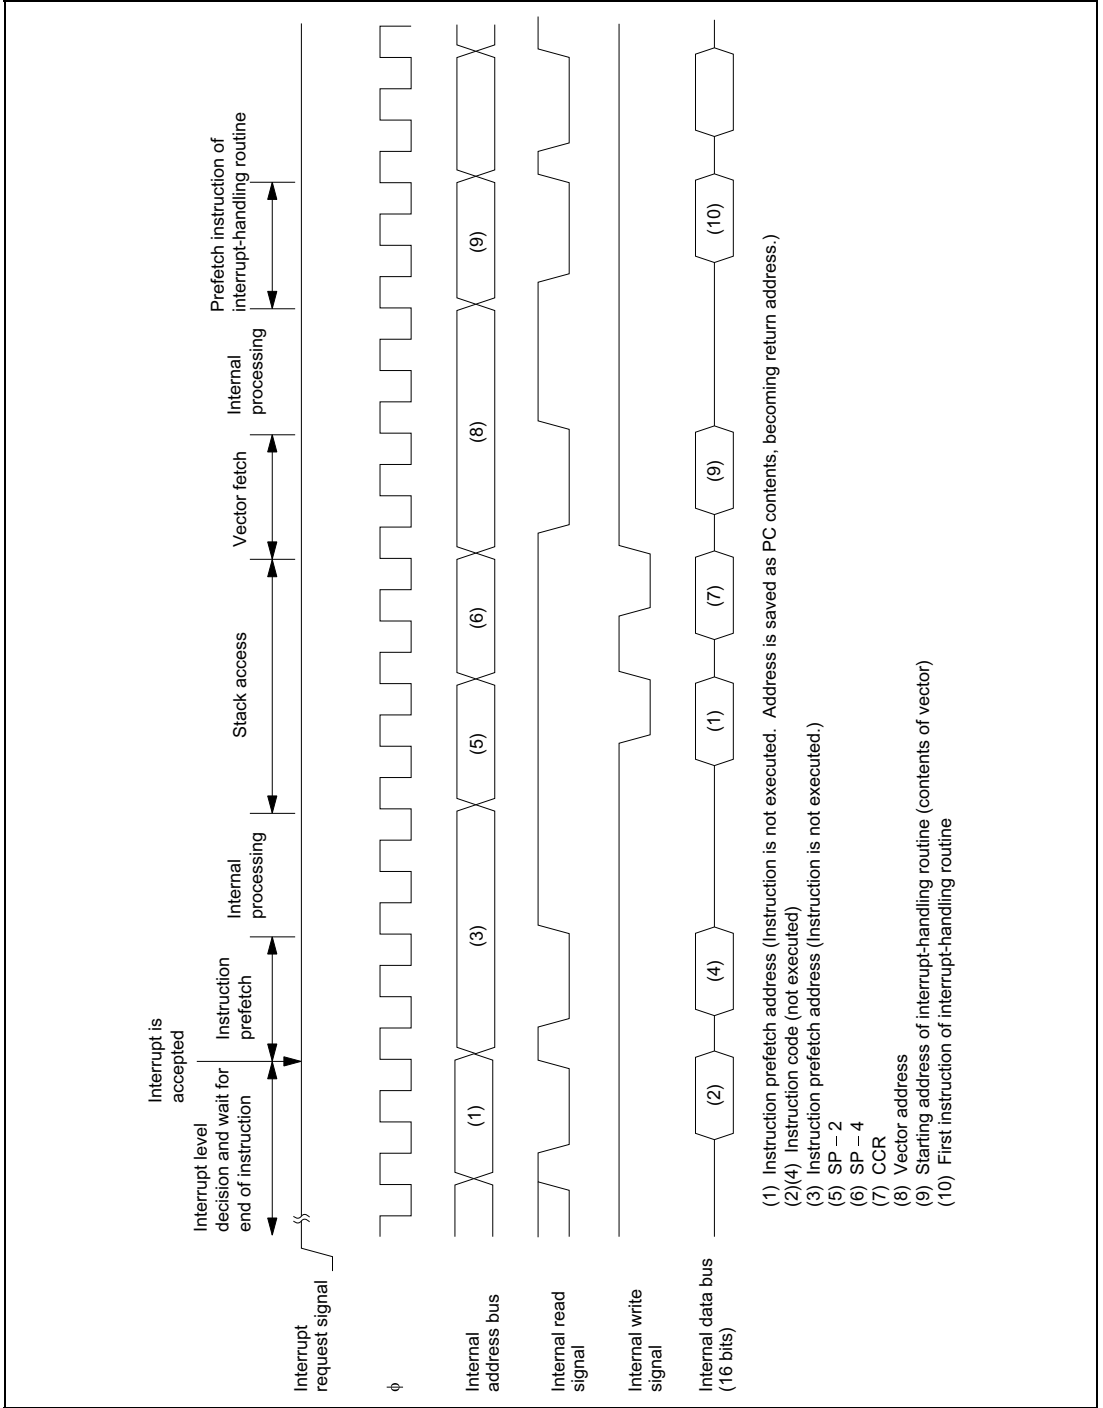 Interrupt is
accepted
Interrupt level
decision and wait for
end of instruction
Instruction
prefetch
Internal
processing
Stack access
Vector fetch
Internal
processing
Prefetch instruction of
interrupt-handling routine
Interrupt
request signal
ϕ
Internal
address bus
(1)
(3)
(5)
(6)
(8)
(9)
Internal read
signal
Internal write
signal
Internal data bus
(16 bits)
(2)
(4)
(1)
(7)
(9)
(10)
(1) Instruction prefetch address (Instruction is not executed. Address is saved as PC contents, becoming return address.)
(2)(4) Instruction code (not executed)
(3) Instruction prefetch address (Instruction is not executed.)
(5) SP – 2
(6) SP – 4
(7) CCR
(8) Vector address
(9) Starting address of interrupt-handling routine (contents of vector)
(10) First instruction of interrupt-handling routine